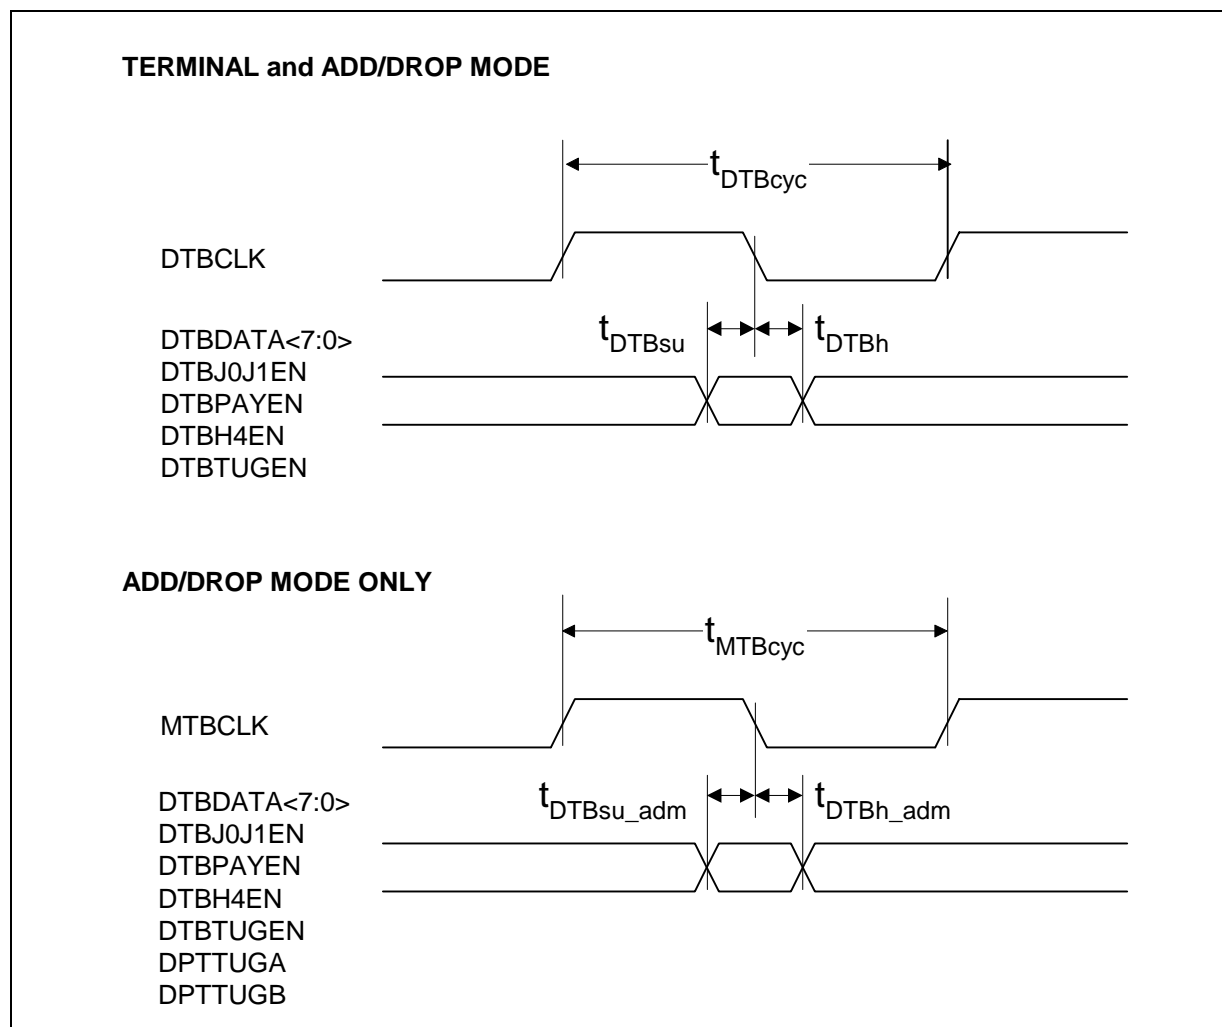 TERMINAL and ADD/DROP MODE
tDTBcyc
DTBCLK
tDTBsu
tDTBh
DTBDATA<7:0>
DTBJ0J1EN
DTBPAYEN
DTBH4EN
DTBTUGEN
ADD/DROP MODE ONLY
tMTBcyc
MTBCLK
tDTBsu_adm
tDTBh_adm
DTBDATA<7:0>
DTBJ0J1EN
DTBPAYEN
DTBH4EN
DTBTUGEN
DPTTUGA
DPTTUGB